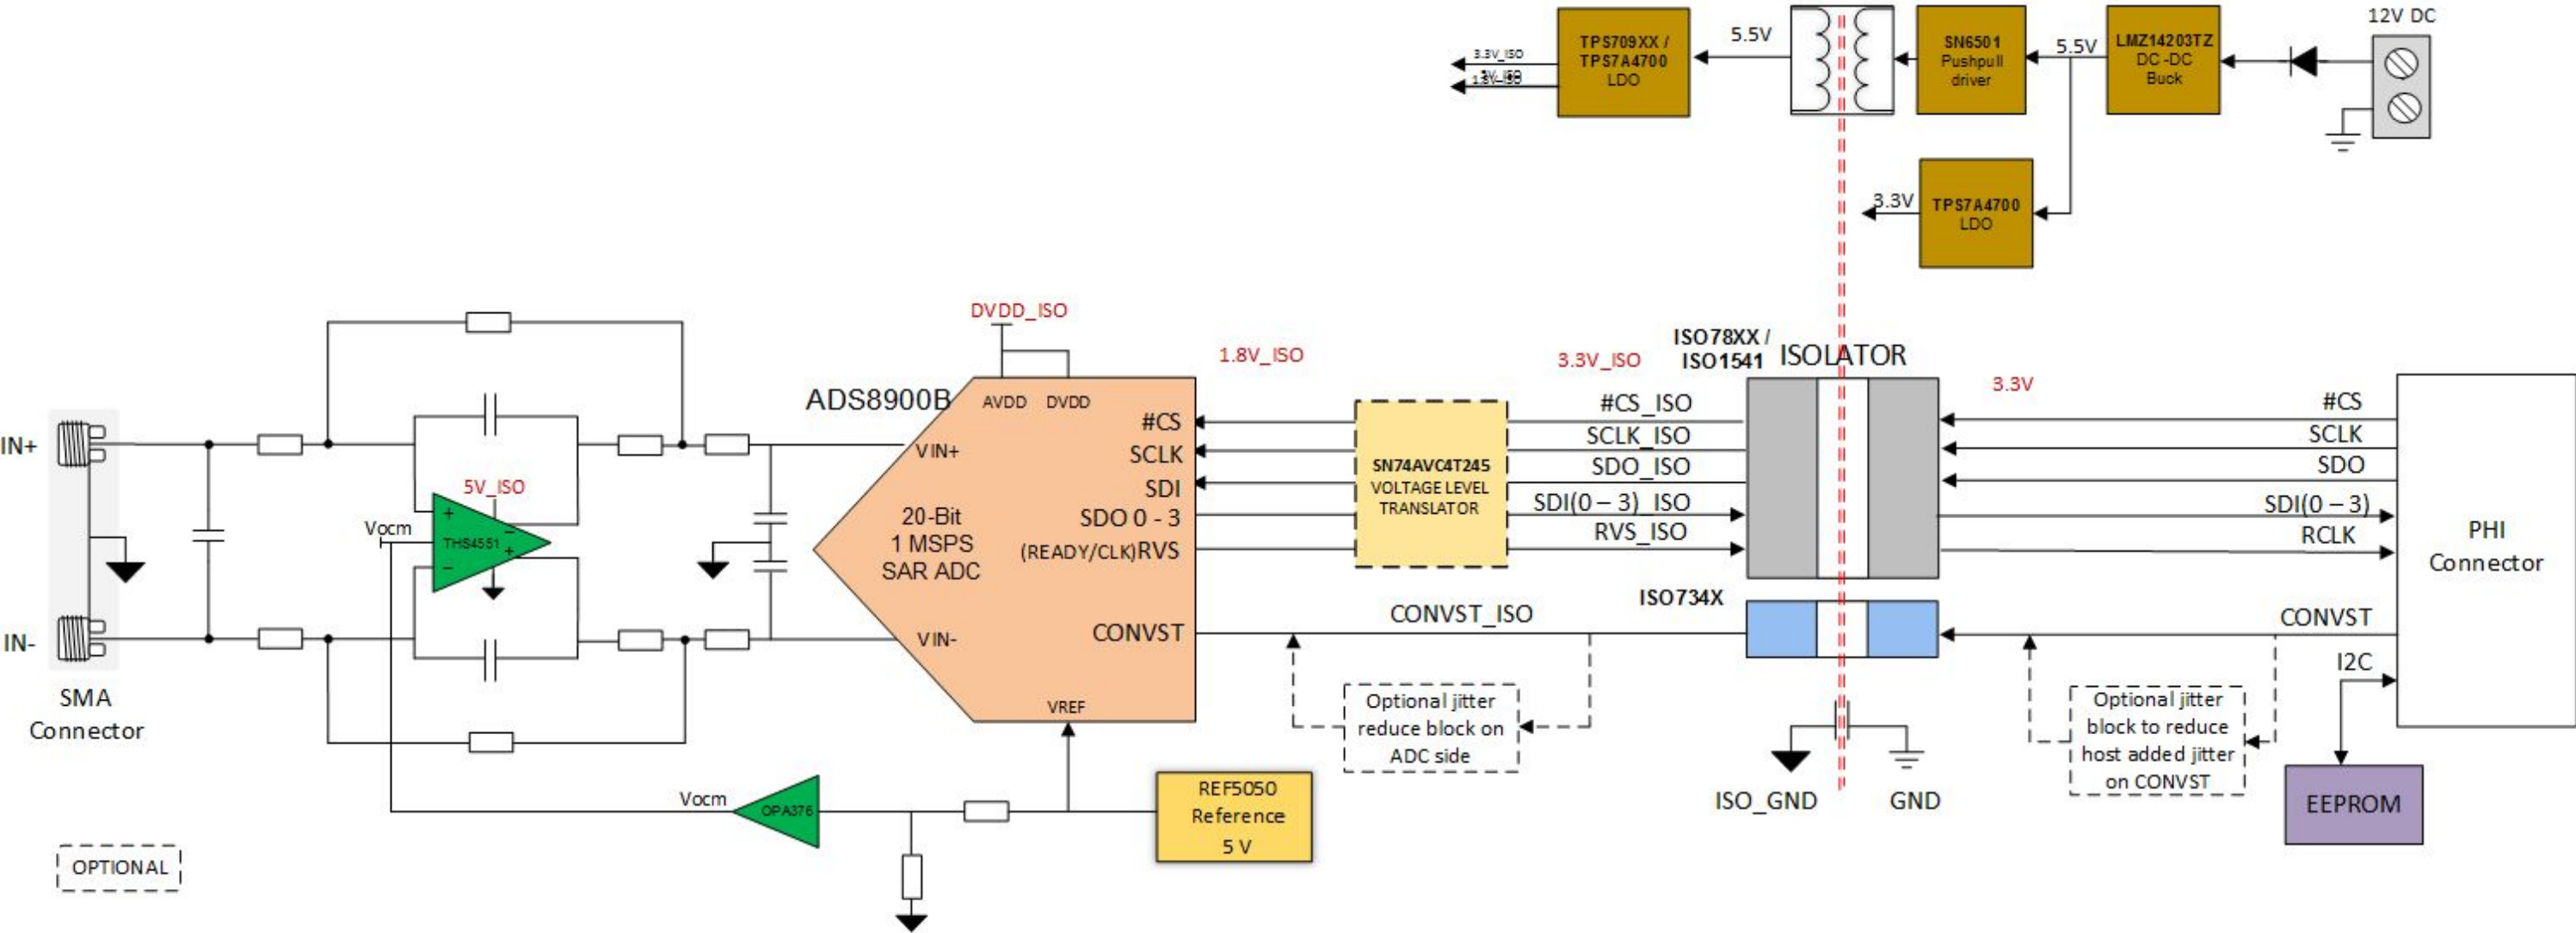 12V DC
TPS709XX /
TPS7A4700
LDO
5.5V
SN6501
Pushpull
driver
5.5V
LMZ14203TZ
DC -DC
Buck
3.3V_ISO
3.3V
TPS7A4700
LDO
DVDD_ISO
1.8V_ISO
3.3V_ISO
ISO78XX /
ISO1541
ISOLATOR
3.3V
ADS8900B
AVDD
DVDD
#CS
SCLK
SDI
SDO 0 - 3
(READY/CLK)RVS
CONVST
VIN+
VIN-
20-Bit
1 MSPS
SAR ADC
VREF
IN+
IN-
SMA
Connector
5V_ISO
Vocm
+
THS4551
−
+
−
SN74AVC4T245
VOLTAGE LEVEL
TRANSLATOR
#CS_ISO
SCLK_ISO
SDO_ISO
SDI(0 – 3)_ISO
RVS_ISO
#CS
SCLK
SDO
SDI(0 – 3)
RCLK
PHI
Connector
ISO734X
CONVST_ISO
CONVST
I2C
Optional jitter
reduce block on
ADC side
Optional jitter
block to reduce
host added jitter
on CONVST
ISO_GND
GND
EEPROM
Vocm
OPA376
REF5050
Reference
5 V
OPTIONAL